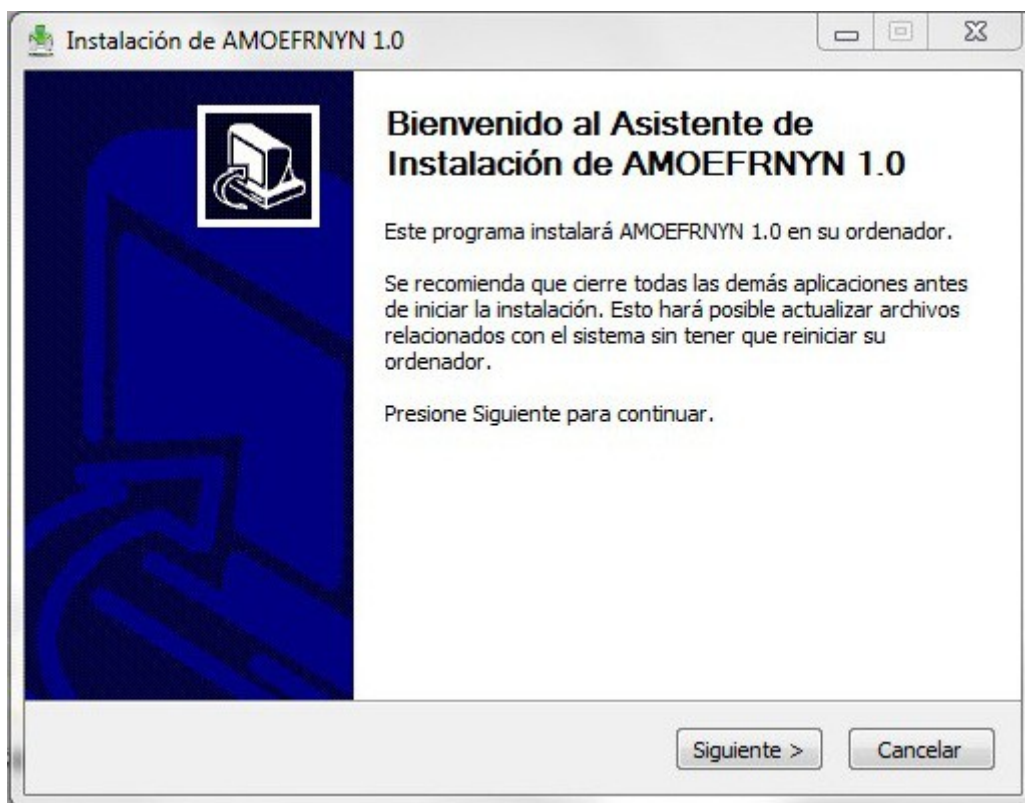 Instalación de AMOEFRNYN 1.0
Bienvenido al Asistente de
Instalación de AMOEFRNYN 1.0
Este programa instalará AMOEFRNYN 1.0 en su ordenador.
Se recomienda que cierre todas las demás aplicaciones antes
de iniciar la instalación. Esto hará posible actualizar archivos
relacionados con el sistema sin tener que reiniciar su
ordenador.
Presione Siguiente para continuar.
Siguiente >
Cancelar